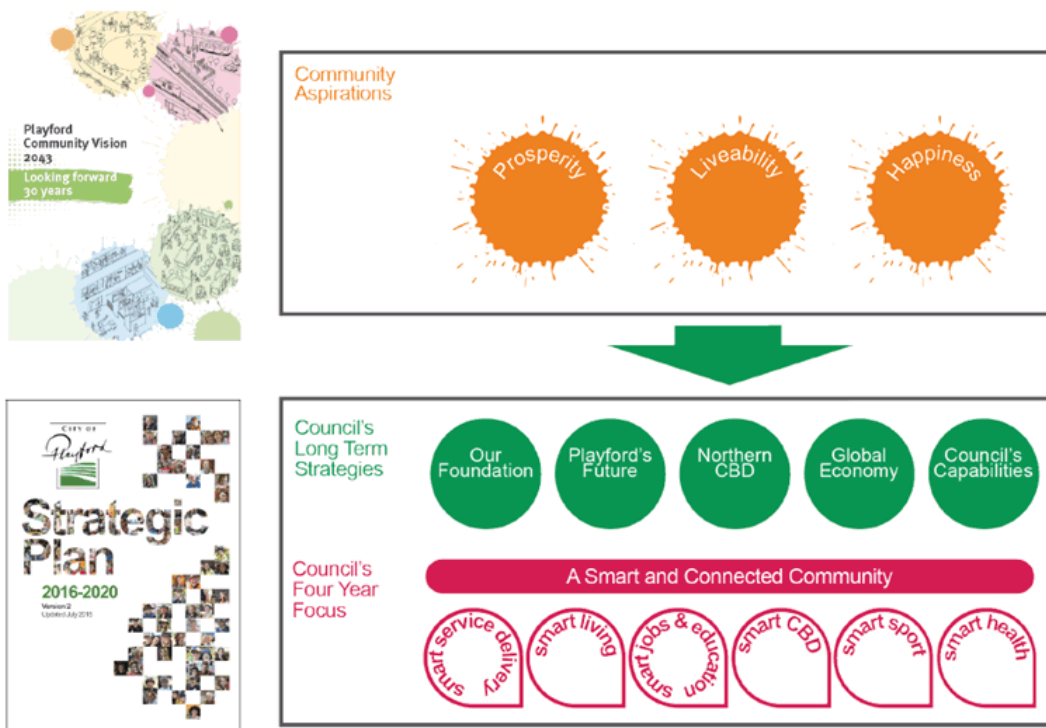 Playford
Community Vision
2043
Looking forward
30 years
Community
Aspirations
Prosperity
Liveability
Happiness
CITY OF
Playford
Strategic
Plan
2016-2020
Version 2
Updated July 2018
Council's
Long Term
Strategies
Our
Foundation
Playford's
Future
Northern
CBD
Global
Economy
Council's
Capabilities
Council's
Four Year
Focus
A Smart and Connected Community
smart service delivery
smart living
smart jobs & education
smart CBD
smart sport
smart health